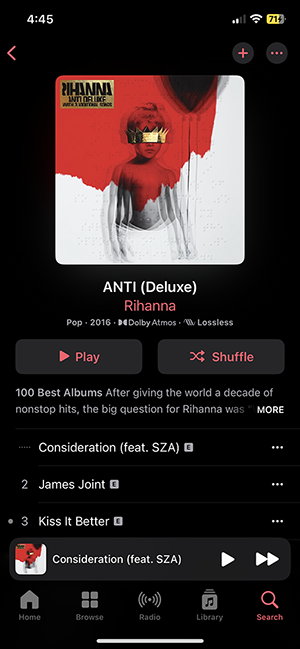 4:45
71
RIHANNA
ANTI DELUXE
ANTI (Deluxe)
Rihanna
Pop · 2016 · Dolby Atmos · Lossless
Play
Shuffle
100 Best Albums After giving the world a decade of
nonstop hits, the big question for Rihanna was
MORE
Consideration (feat. SZA) E
2 James Joint E
3 Kiss It Better E
Consideration (feat. SZA)
Home
Browse
Radio
Library
Search